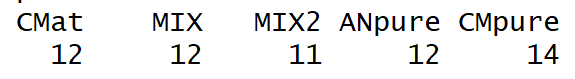 CMat MIX MIX2 ANpure CMpure
12 12 11 12 14